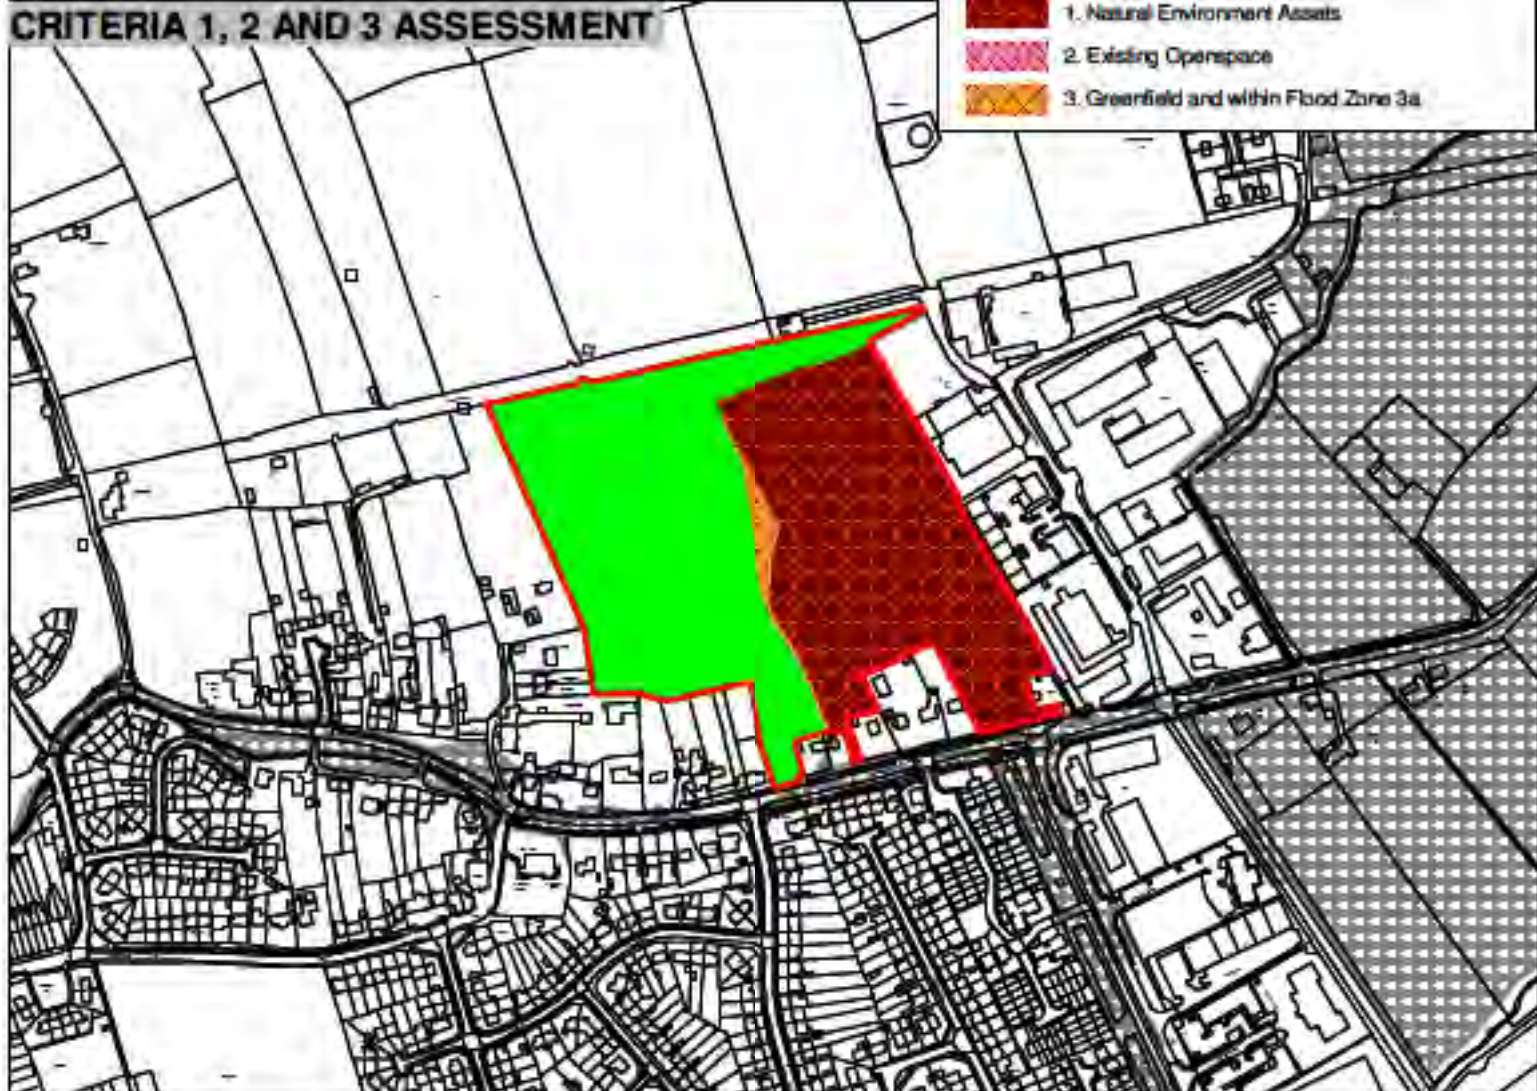 CRITERIA 1, 2 AND 3 ASSESSMENT
1. Natural Environment Assets
2. Existing Openspace
3. Greenfield and within Flood Zone 3a